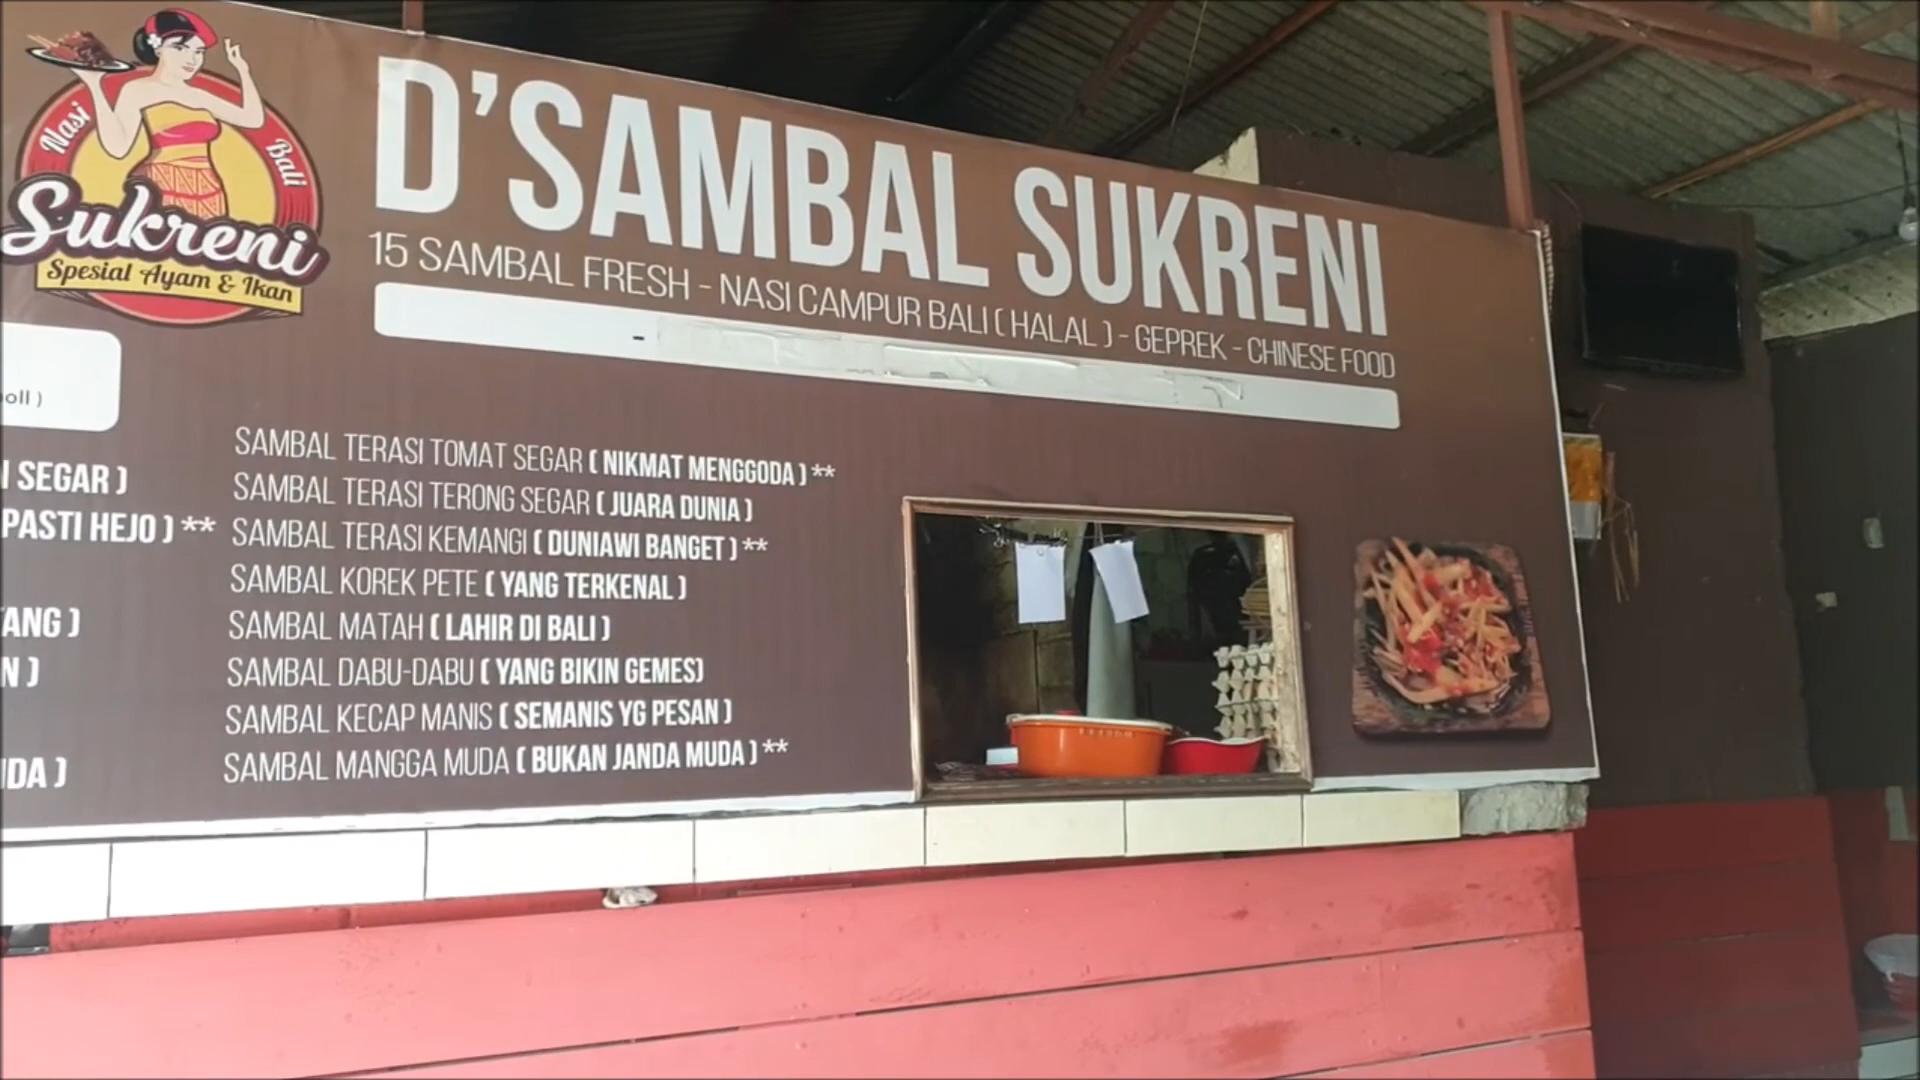 Nasi Bali
Sukreni
Spesial Ayam & Ikan
D'SAMBAL SUKRENI
15 SAMBAL FRESH - NASI CAMPUR BALI ( HALAL ) - GEPREK - CHINESE FOOD
SEGAR )
PASTI HEJO ) **
SAMBAL TERASI TOMAT SEGAR ( NIKMAT MENGGODA ) **
SAMBAL TERASI TERONG SEGAR ( JUARA DUNIA )
SAMBAL TERASI KEMANGI ( DUNIAWI BANGET ) **
SAMBAL KOREK PETE ( YANG TERKENAL )
SAMBAL MATAH ( LAHIR DI BALI )
SAMBAL DABU-DABU ( YANG BIKIN GEMES)
SAMBAL KECAP MANIS ( SEMANIS YG PESAN )
SAMBAL MANGGA MUDA ( BUKAN JANDA MUDA ) **